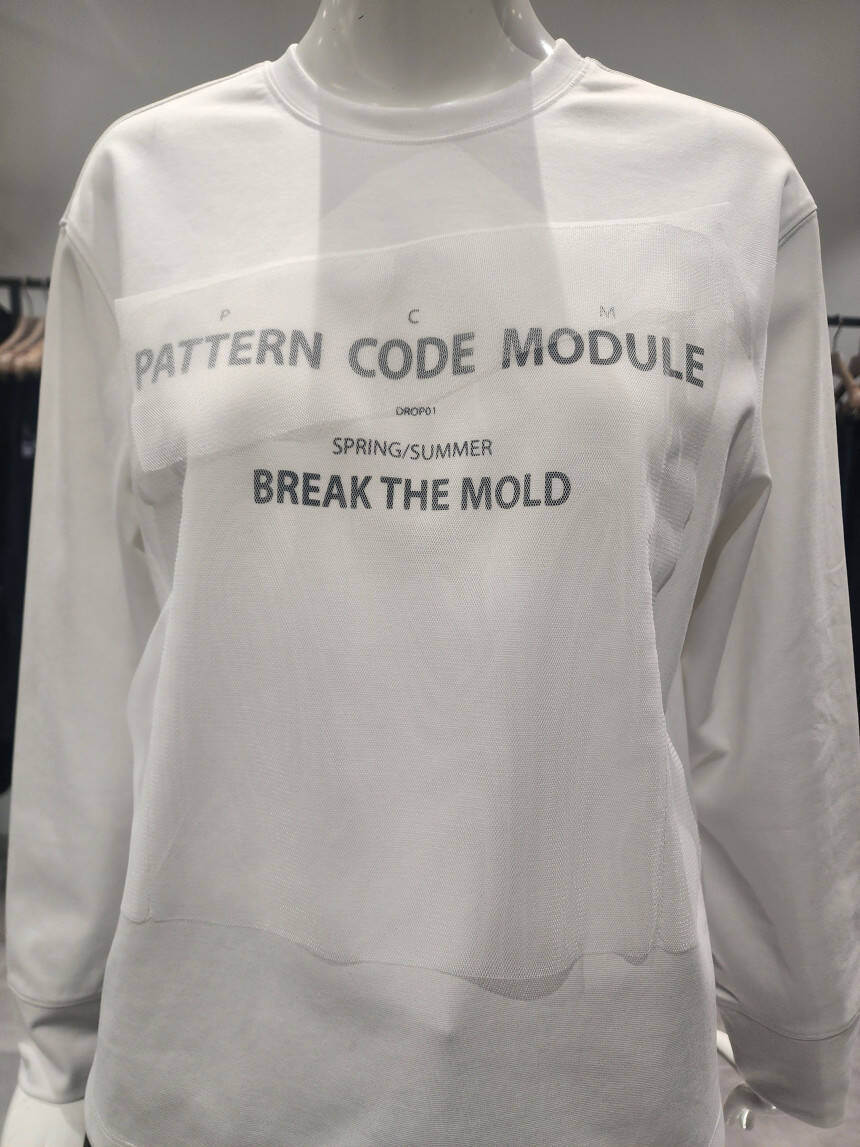 P C M
PATTERN CODE MODULE
DROP01
SPRING/SUMMER
BREAK THE MOLD